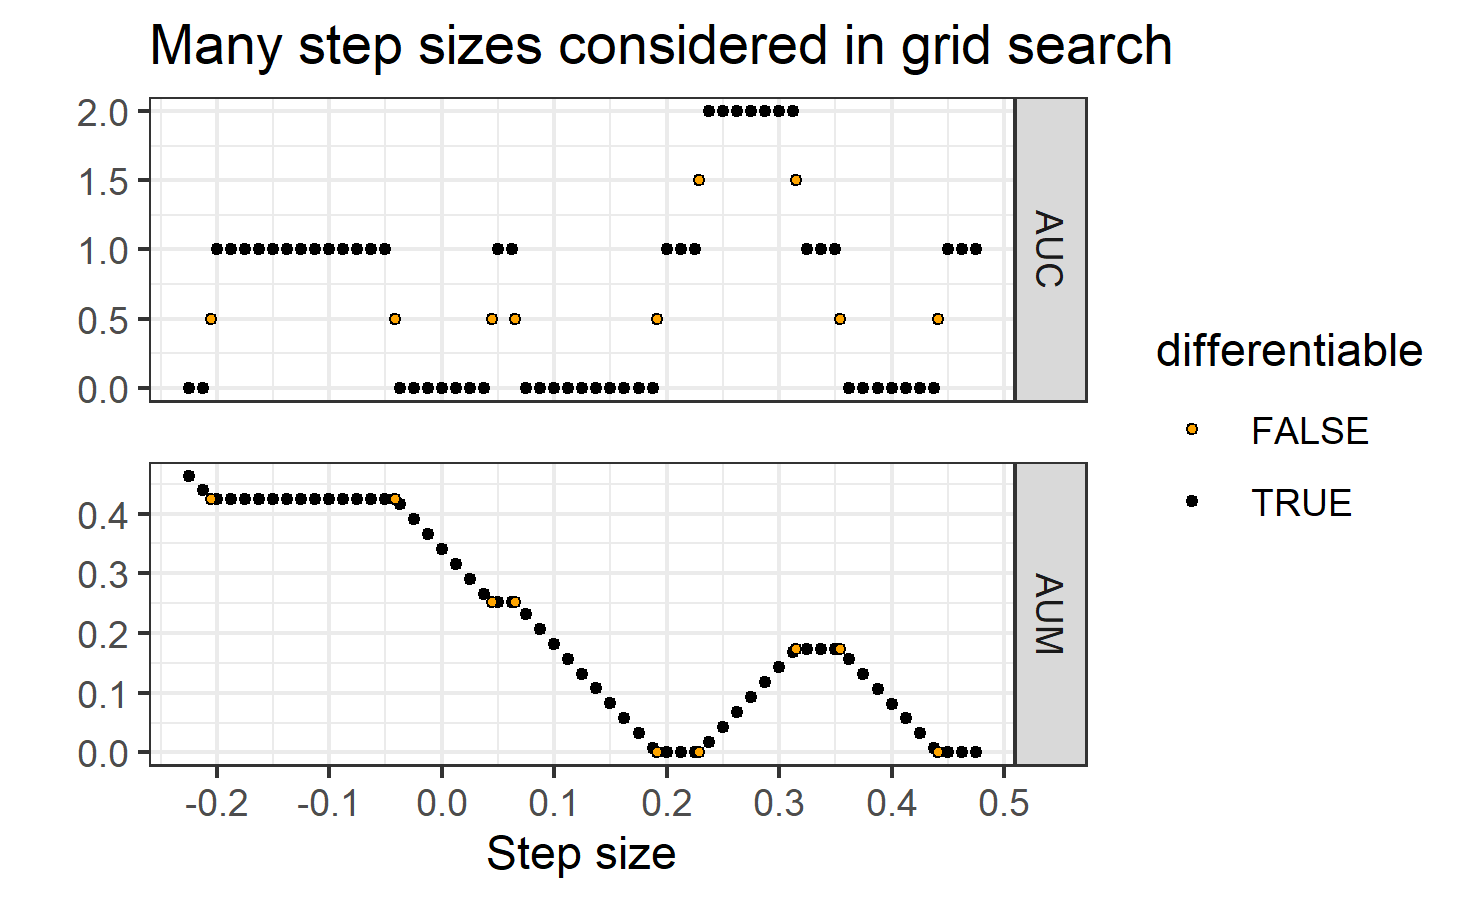 Many step sizes considered in grid search
2.0
1.5
1.0
0.5
0.0
AUC
0.4
0.3
0.2
0.1
0.0
AUM
-0.2 -0.1 0.0 0.1 0.2 0.3 0.4 0.5
Step size
differentiable
FALSE
TRUE